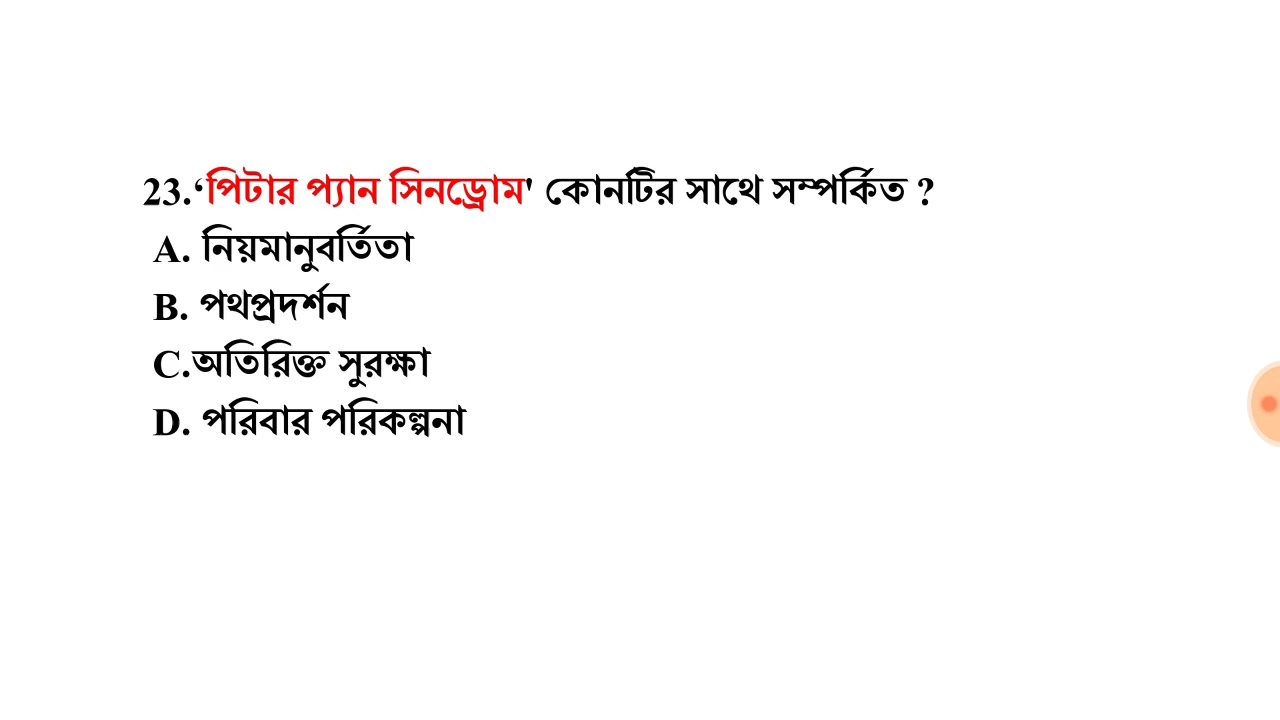 23.‘পিটার প্যান সিনড্রোম' কোনটির সাথে সম্পর্কিত ?
A. নিয়মানুবর্তিতা
B. পথপ্রদর্শন
C.অতিরিক্ত সুরক্ষা
D. পরিবার পরিকল্পনা